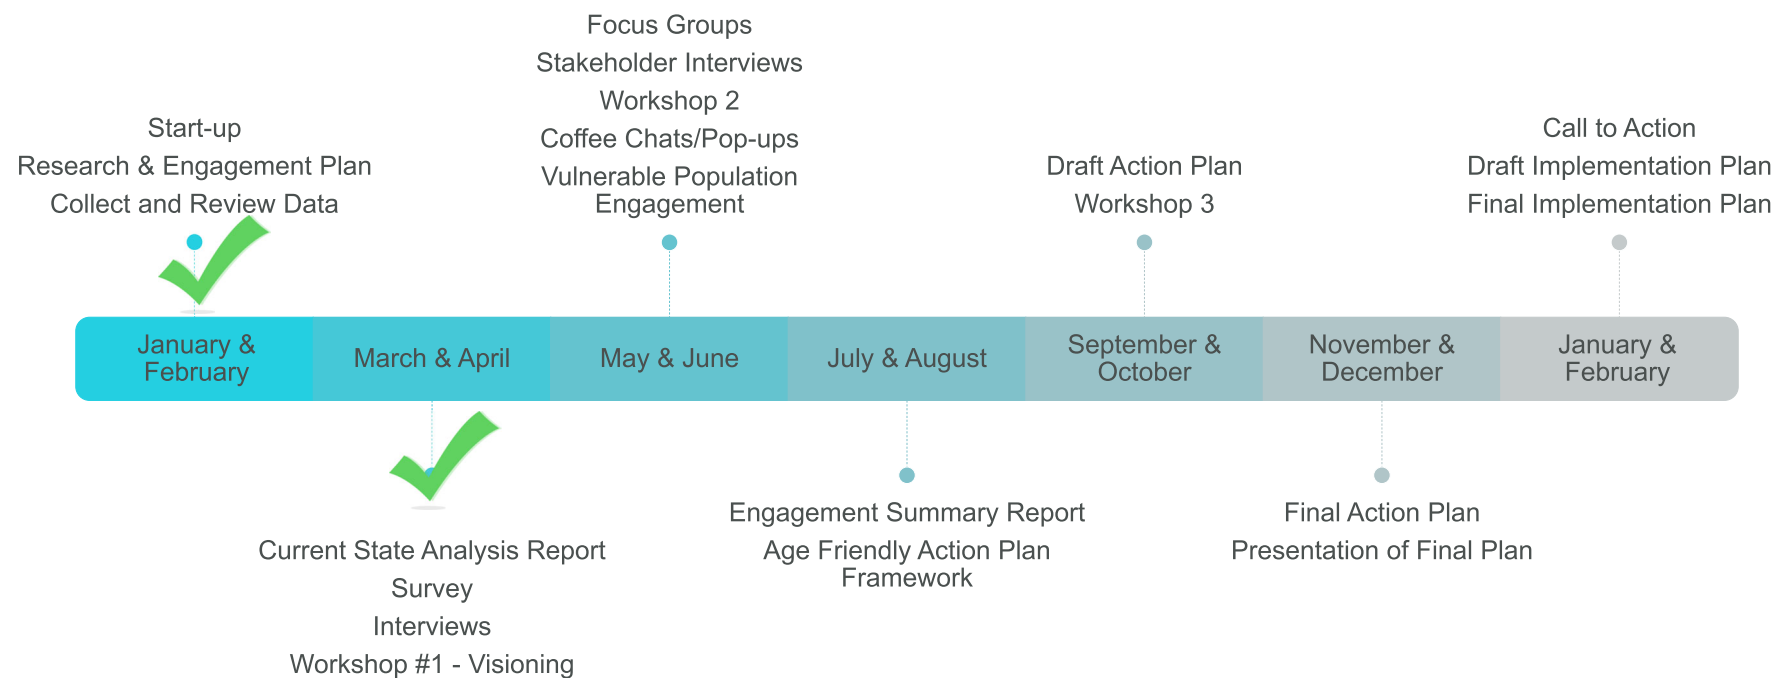 Focus Groups
Stakeholder Interviews
Workshop 2
Coffee Chats/Pop-ups
Vulnerable Population
Engagement
Start-up
Research & Engagement Plan
Collect and Review Data
Draft Action Plan
Workshop 3
Call to Action
Draft Implementation Plan
Final Implementation Plan
January &
February
March & April
May & June
July & August
September &
October
November &
December
January &
February
Current State Analysis Report
Survey
Interviews
Workshop #1 - Visioning
Engagement Summary Report
Age Friendly Action Plan
Framework
Final Action Plan
Presentation of Final Plan